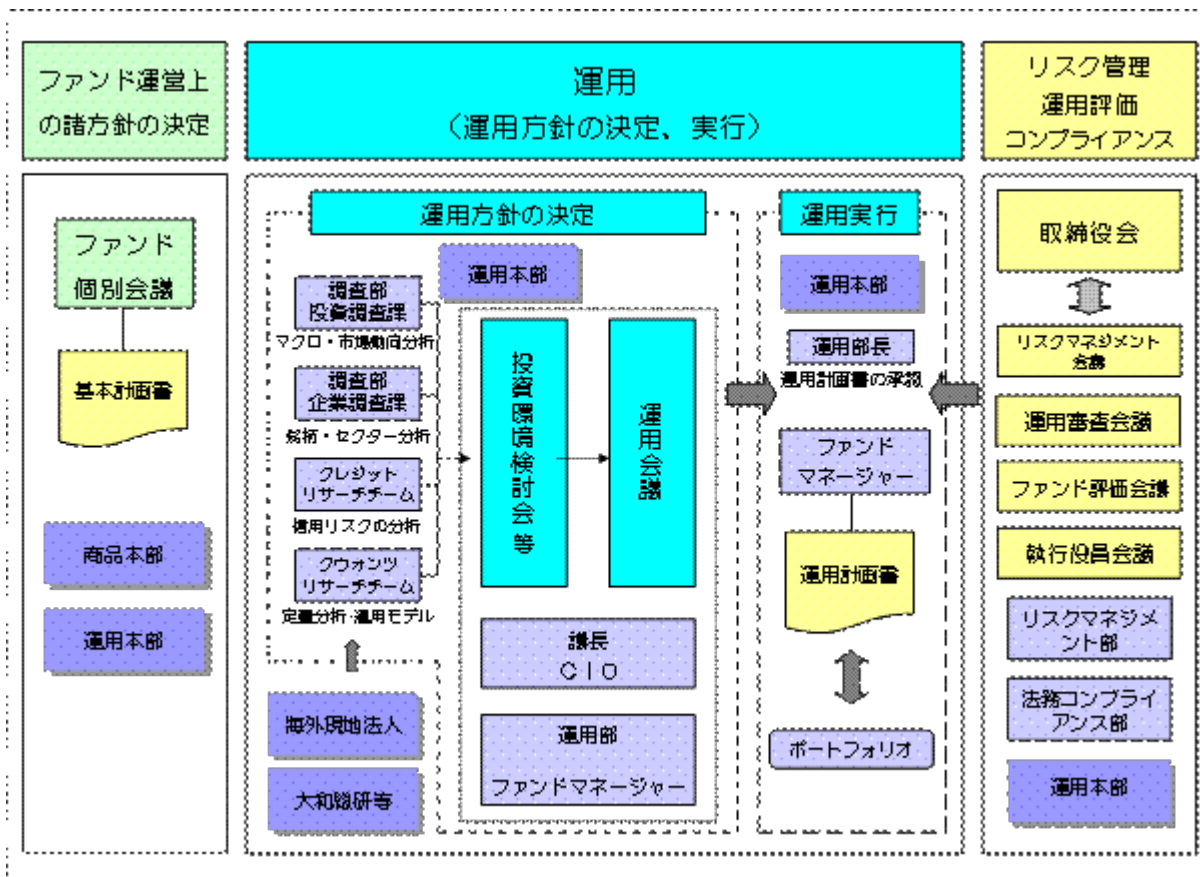 ファンド運営上
の諸方針の決定
運用
（運用方針の決定、実行）
リスク管理
運用評価
コンプライアンス
ファンド
個別会議
基本計画書
商品本部
運用本部
運用方針の決定
運用本部
調査部
投資調査課
マクロ・市場動向分析
調査部
企業調査課
銘柄・セクター分析
クレジット
リサーチチーム
信用リスクの分析
クウォンツ
リサーチチーム
定量分析・運用モデル
海外現地法人
大和総研等
投資環境検討会等
運用会議
議長
ＣＩＯ
運用部
ファンドマネージャー
運用実行
運用本部
運用部長
運用計画書の承認
ファンド
マネージャー
運用計画書
ポートフォリオ
取締役会
リスクマネジメント
会議
運用審査会議
ファンド評価会議
執行役員会議
リスクマネジメ
ント部
法務コンプライ
アンス部
運用本部